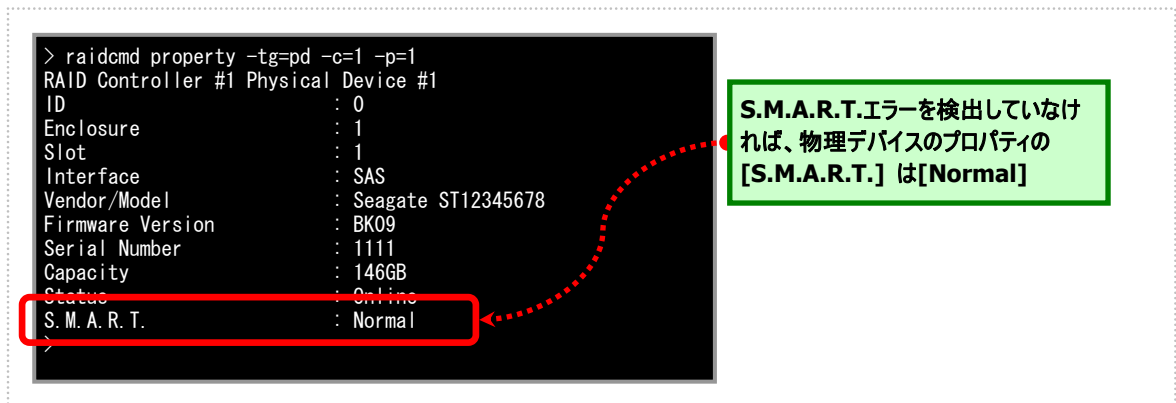 > raidcmd property -tg=pd -c=1 -p=1
RAID Controller #1 Physical Device #1
ID : 0
Enclosure : 1
Slot : 1
Interface : SAS
Vendor/Model : Seagate ST12345678
Firmware Version : BK09
Serial Number : 1111
Capacity : 146GB
Status : Online
S.M.A.R.T. : Normal
>
S.M.A.R.T.エラーを検出していなけ
れば、物理デバイスのプロパティの
[S.M.A.R.T.] は[Normal]